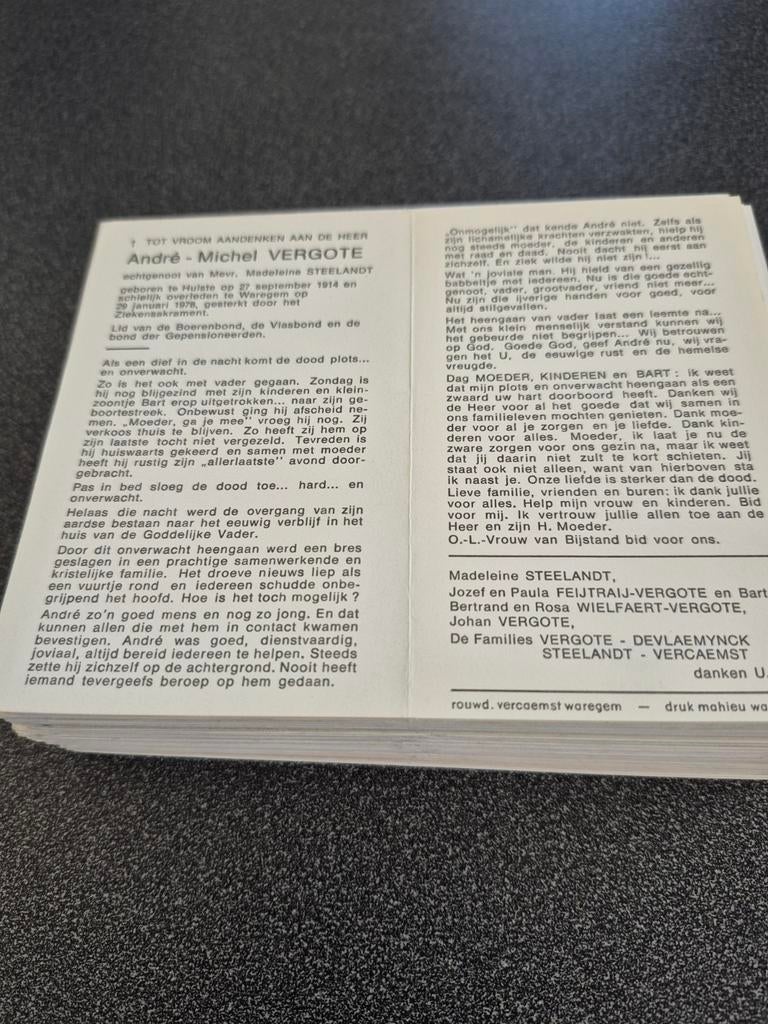 † TOT VROOM AANDENKEN AAN DE HEER
André - Michel VERGOTE
echtgenoot van Mevr. Madeleine STEELANDT
geboren te Hulste op 27 september 1914 en
schielijk overleden te Waregem op
29 januari 1978, gesterkt door het
Ziekensakrament.
Lid van de Boerenbond, de Vlasbond en de
bond der Gepensioneerden.
Als een dief in de nacht komt de dood plots...
en onverwacht.
Zo is het ook met vader gegaan. Zondag is
hij nog blijgezind met zijn kinderen en klein-
zoontje Bart erop uitgetrokken... naar zijn ge-
boortestreek. Onbewust ging hij afscheid ne-
men. „Moeder, ga je mee" vroeg hij nog. Zij
verkoos thuis te blijven. Zo heeft zij hem op
zijn laatste tocht niet vergezeld. Tevreden is
hij huiswaarts gekeerd en samen met moeder
heeft hij rustig zijn „allerlaatste" avond door-
gebracht.
Pas in bed sloeg de dood toe... hard... en
onverwacht.
Helaas die nacht werd de overgang van zijn
aardse bestaan naar het eeuwig verblijf in het
huis van de Goddelijke Vader.
Door dit onverwacht heengaan werd een bres
geslagen in een prachtige samenwerkende en
kristelijke familie. Het droeve nieuws liep als
een vuurtje rond en iedereen schudde onbe-
grijpend het hoofd. Hoe is het toch mogelijk ?
André zo'n goed mens en nog zo jong. En dat
kunnen allen die met hem in contact kwamen
bevestigen. André was goed, dienstvaardig,
joviaal, altijd bereid iedereen te helpen. Steeds
zette hij zichzelf op de achtergrond. Nooit heeft
iemand tevergeefs beroep op hem gedaan.
„Onmogelijk" dat kende André niet. Zelfs als
zijn lichamelijke krachten verzwakten, hielp hij
nog steeds moeder, de kinderen en anderen
met raad en daad. Nooit dacht hij eerst aan
zichzelf. En ziek wilde hij niet zijn !...
Wat 'n joviale man. Hij hield van een gezellig
babbeltje met iedereen. Nu is die goede echt-
genoot, vader, grootvader, vriend niet meer...
Nu zijn die ijverige handen voor goed, voor
altijd stilgevallen.
Het heengaan van vader laat een leemte na...
Met ons klein menselijk verstand kunnen wij
het gebeurde niet begrijpen... Wij betrouwen
op God. Goede God, geef André nu, wij vra-
gen het U, de eeuwige rust en de hemelse
vreugde.
Dag MOEDER, KINDEREN en BART : ik weet
dat mijn plots en onverwacht heengaan als een
zwaard uw hart doorboord heeft. Danken wij
de Heer voor al het goede dat wij samen in
ons familieleven mochten genieten. Dank moe-
der voor al je zorgen en je liefde. Dank kin-
deren voor alles. Moeder, ik laat je nu de
zware zorgen voor ons gezin na, maar ik weet
dat jij daarin niet zult te kort schieten. Jij
staat ook niet alleen, want van hierboven sta
ik naast je. Onze liefde is sterker dan de dood.
Lieve familie, vrienden en buren: ik dank jullie
voor alles. Help mijn vrouw en kinderen. Bid
voor mij. Ik vertrouw jullie allen toe aan de
Heer en zijn H. Moeder.
O.-L.-Vrouw van Bijstand bid voor ons.
Madeleine STEELANDT,
Jozef en Paula FEIJTRAIJ-VERGOTE en Bart
Bertrand en Rosa WIELFAERT-VERGOTE,
Johan VERGOTE,
De Families VERGOTE - DEVLAEMYNCK
STEELANDT - VERCAEMST
danken U.
rouwd. vercaemst waregem — druk mahieu wa